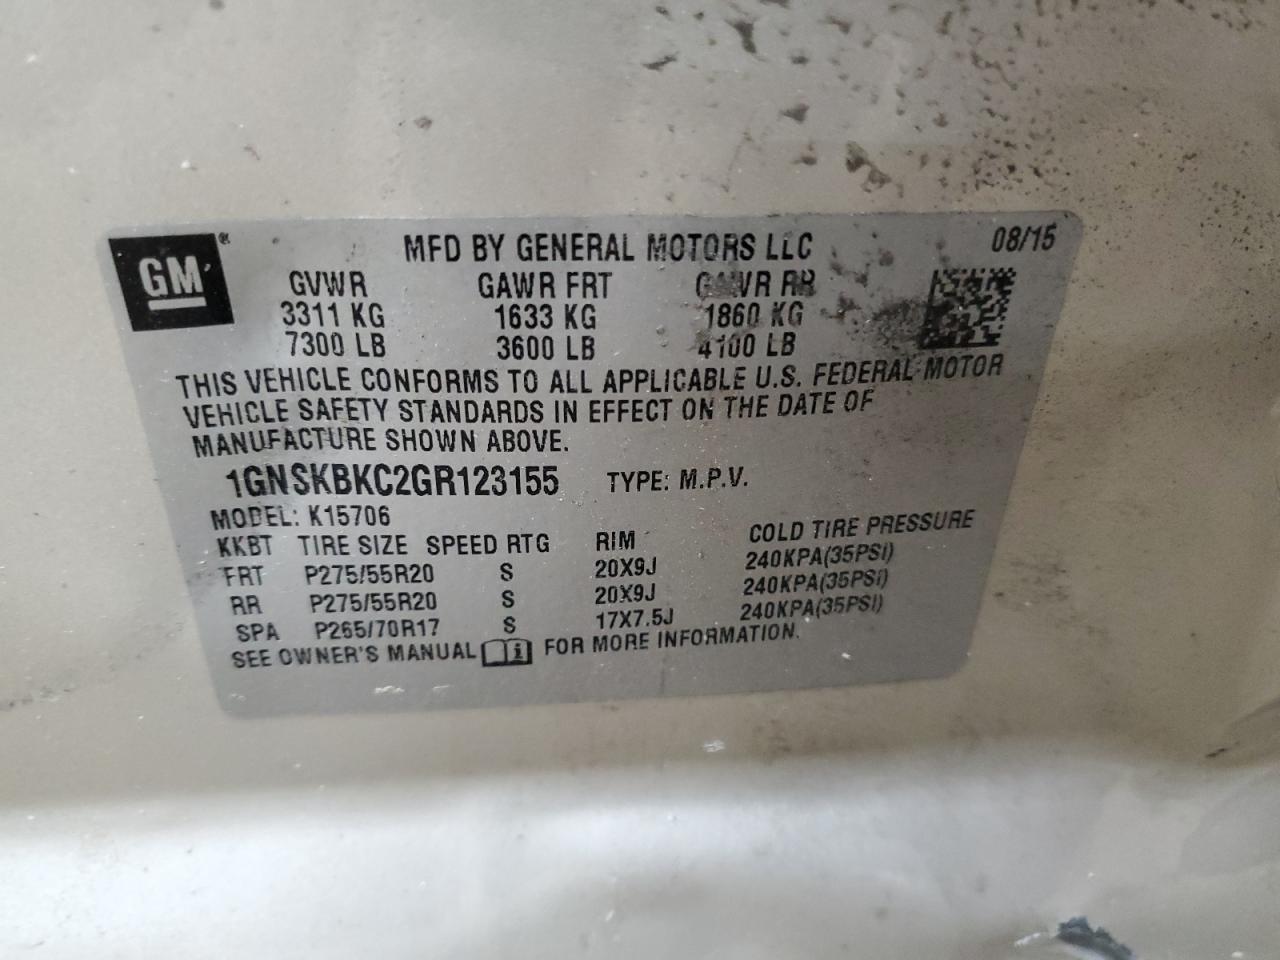 GM®
MFD BY GENERAL MOTORS LLC 08/15
GVWR GAWR FRT GAWR RR
3311 KG 1633 KG 1860 KG
7300 LB 3600 LB 4100 LB
THIS VEHICLE CONFORMS TO ALL APPLICABLE U.S. FEDERAL MOTOR
VEHICLE SAFETY STANDARDS IN EFFECT ON THE DATE OF
MANUFACTURE SHOWN ABOVE.
1GNSKBKC2GR123155 TYPE: M.P.V.
MODEL: K15706
KKBT TIRE SIZE SPEED RTG RIM COLD TIRE PRESSURE
FRT P275/55R20 S 20X9J 240KPA(35PSI)
RR P275/55R20 S 20X9J 240KPA(35PSI)
SPA P265/70R17 S 17X7.5J 240KPA(35PSI)
SEE OWNER'S MANUAL i FOR MORE INFORMATION.